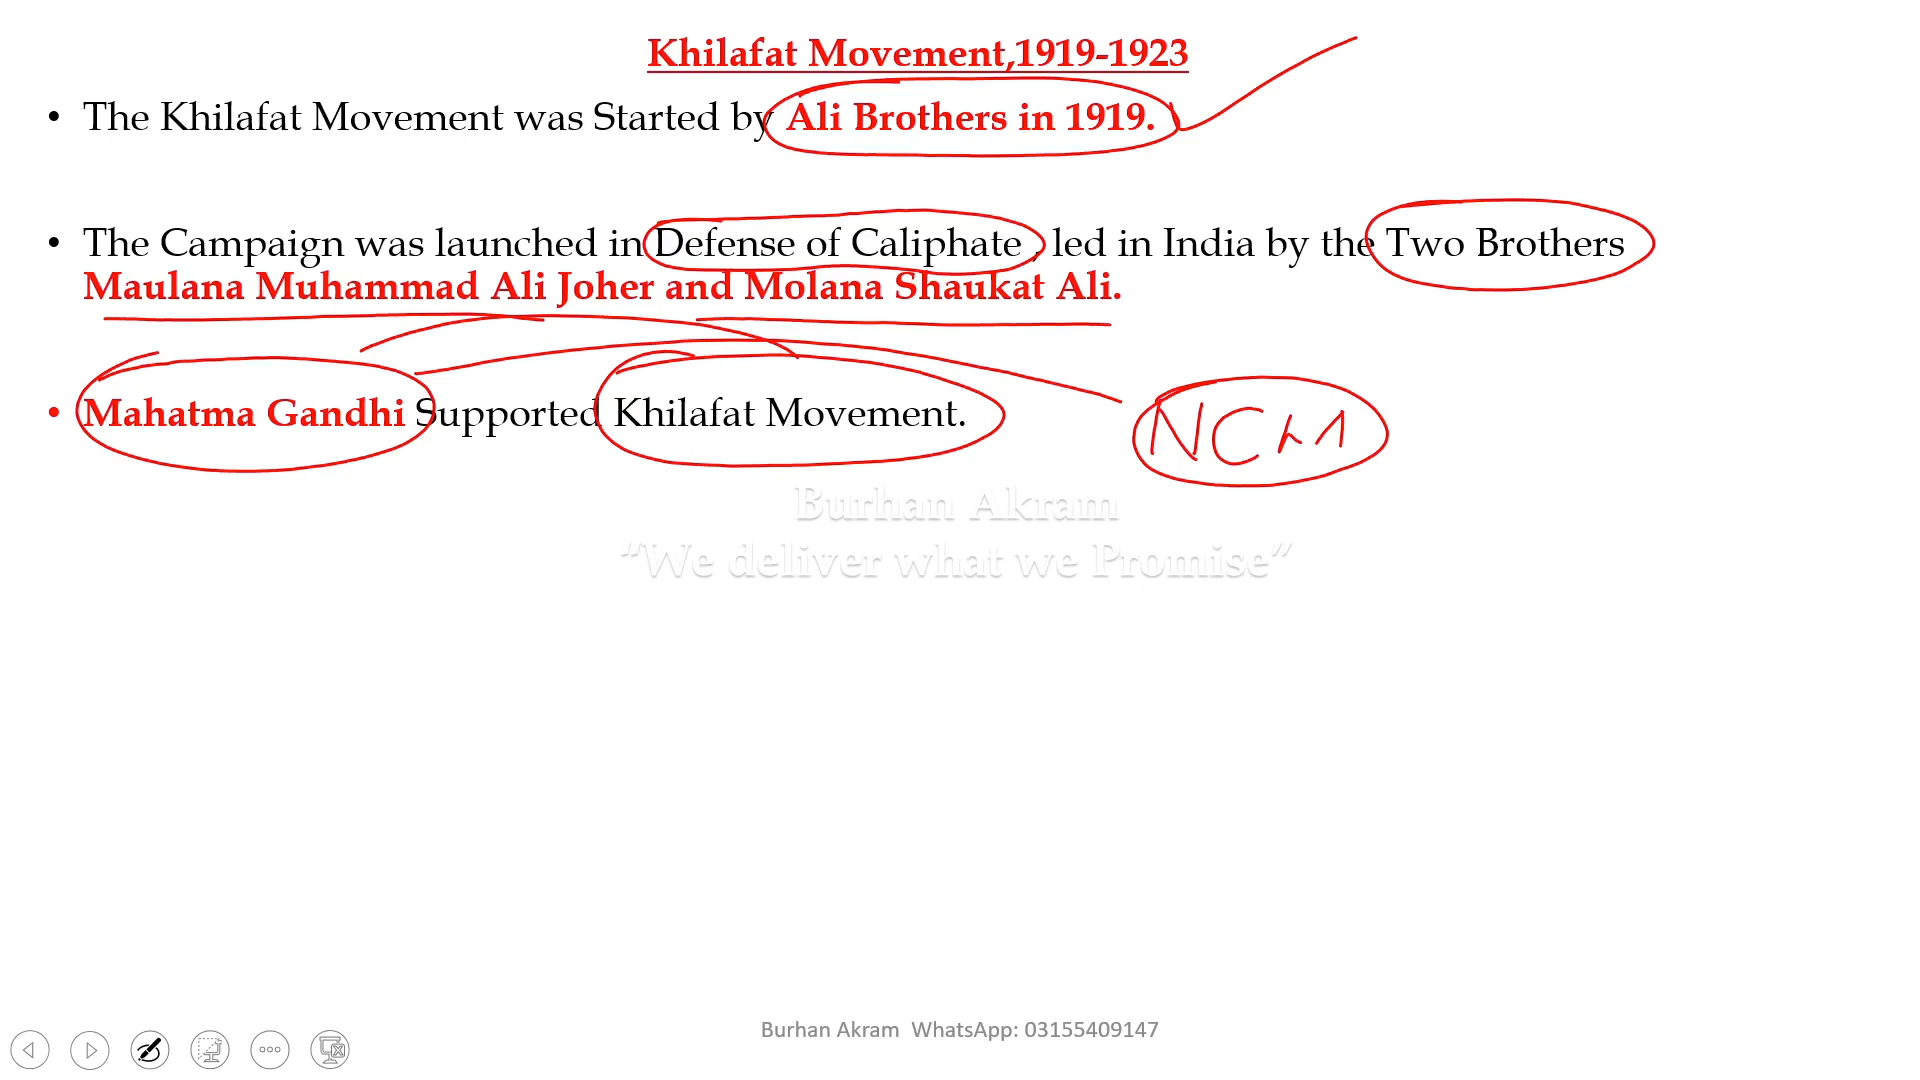 Khilafat Movement,1919-1923
• The Khilafat Movement was Started by Ali Brothers in 1919.
• The Campaign was launched in Defense of Caliphate , led in India by the Two Brothers
Maulana Muhammad Ali Joher and Molana Shaukat Ali.
• Mahatma Gandhi Supported Khilafat Movement.
Burhan Akram
“We deliver what we Promise”
Burhan Akram WhatsApp: 03155409147